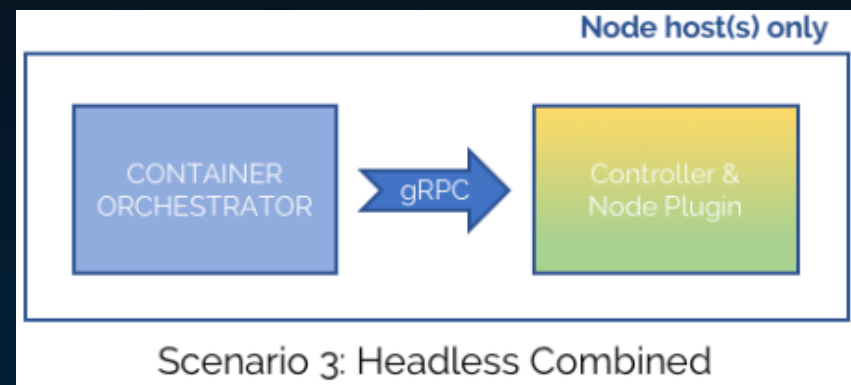 Node host(s) only
CONTAINER
ORCHESTRATOR
gRPC
Controller &
Node Plugin
Scenario 3: Headless Combined